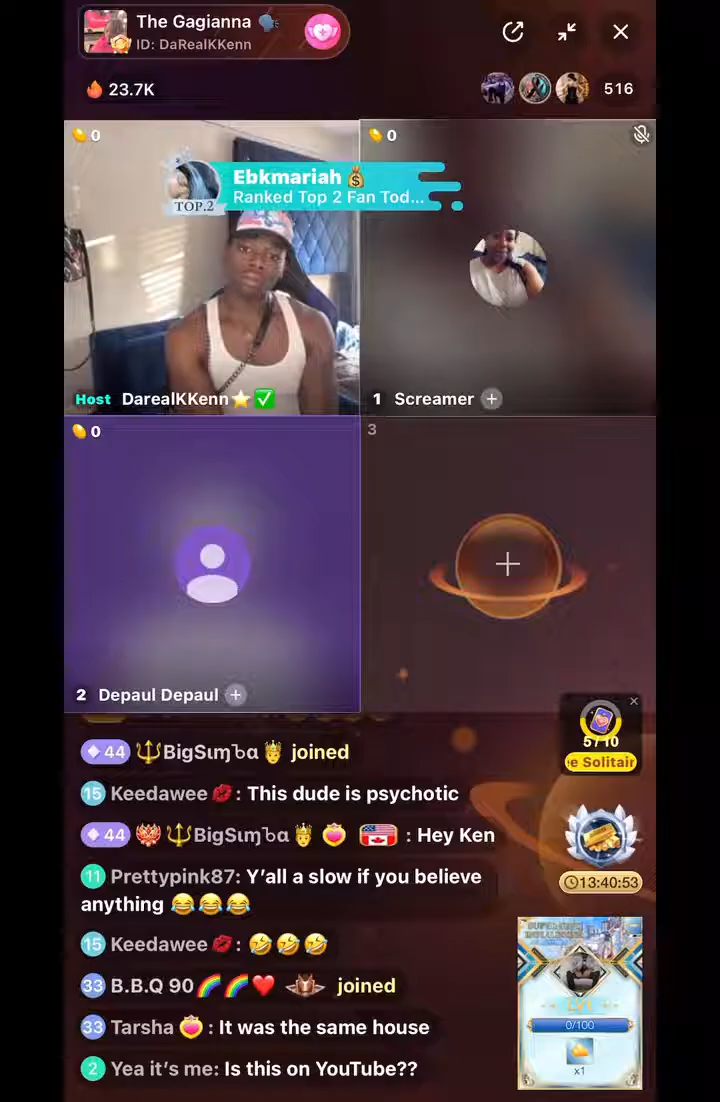 The Gagianna 🗣️
ID: DaRealKKenn
🔥 23.7K
516
0
0
Ebkmariah 💰
TOP.2
Ranked Top 2 Fan Tod...
Host DarealKKenn⭐✅
1 Screamer +
0
3
2 Depaul Depaul +
5/10
e Solitair
44 🔱BigSιɱႦα🤴 joined
15 Keedawee💋: This dude is psychotic
44 🔱BigSιɱႦα🤴 : Hey Ken
13:40:53
11 Prettypink87: Y'all a slow if you believe
anything 😂😂😂
15 Keedawee💋: 🤣🤣🤣
33 B.B.Q 90🌈🌈❤️ joined
33 Tarsha : It was the same house
2 Yea it's me: Is this on YouTube??
0/100
x1